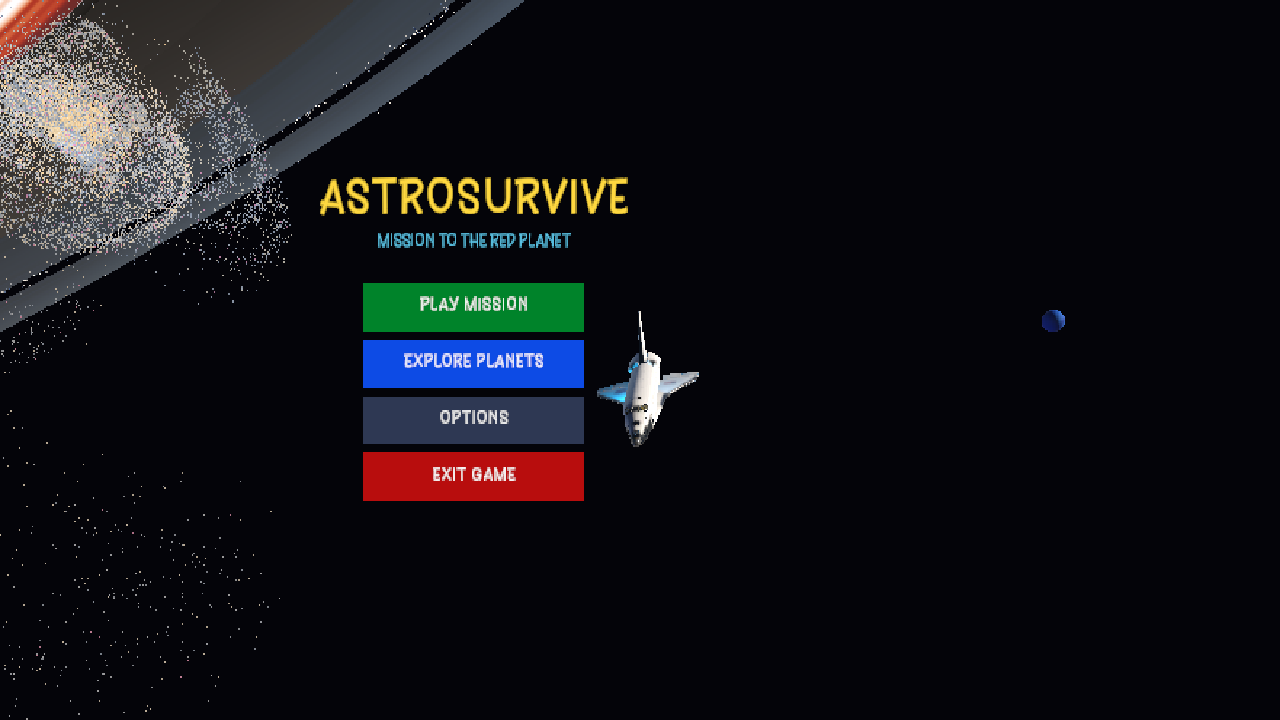 ASTROSURVIVE
MISSION TO THE RED PLANET
PLAY MISSION
EXPLORE PLANETS
OPTIONS
EXIT GAME